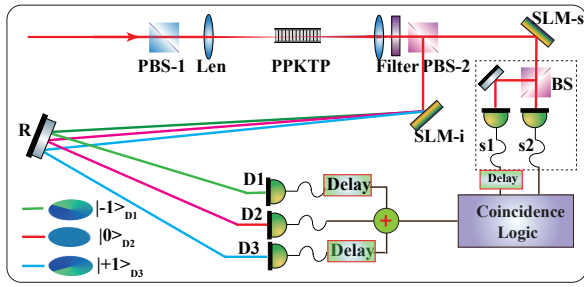 SLM-s
PBS-1
Len
PPKTP
Filter
PBS-2
BS
R
SLM-i
s1
s2
D1
Delay
Delay
D2
+
Coincidence
Logic
D3
Delay
|-1>D1
|0>D2
|+1>D3